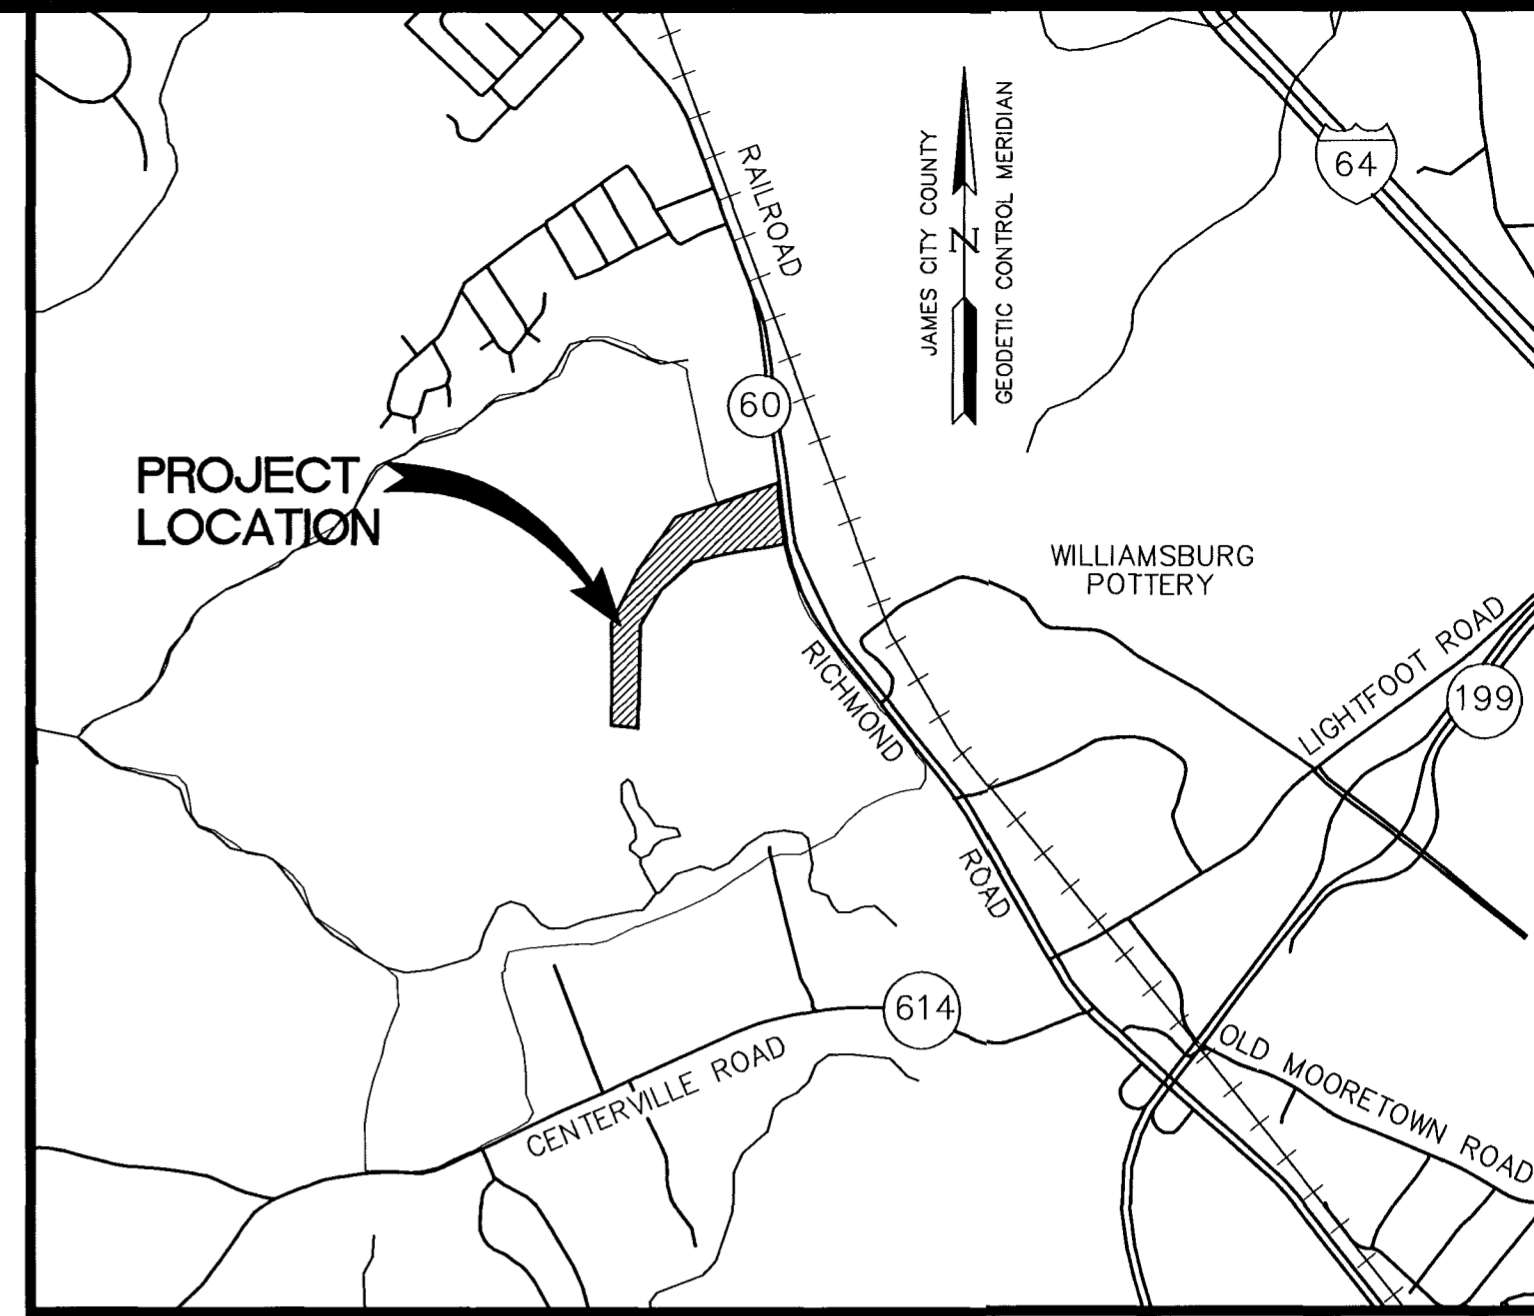 RAILROAD
JAMES CITY COUNTY
N
GEODETIC CONTROL MERIDIAN
64
60
PROJECT
LOCATION
WILLIAMSBURG
POTTERY
LIGHTFOOT ROAD
199
RICHMOND
ROAD
614
CENTERVILLE ROAD
OLD MOORETOWN ROAD